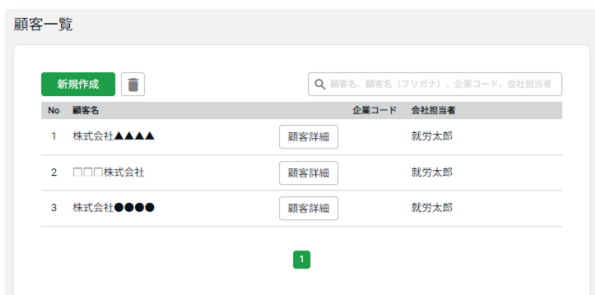 顧客一覧
新規作成
顧客名、顧客名（フリガナ）、企業コード、会社担当者
No 顧客名 企業コード 会社担当者
1 株式会社▲▲▲▲ 顧客詳細 就労太郎
2 □□□株式会社 顧客詳細 就労太郎
3 株式会社●●●● 顧客詳細 就労太郎
1